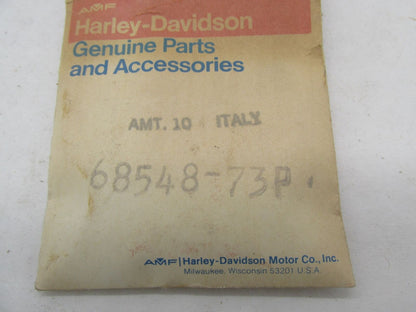 AMF
Harley-Davidson
Genuine Parts
and Accessories
AMT. 10 ITALY
68548-73P.
AMF | Harley-Davidson Motor Co., Inc.
Milwaukee, Wisconsin 53201 U.S.A.